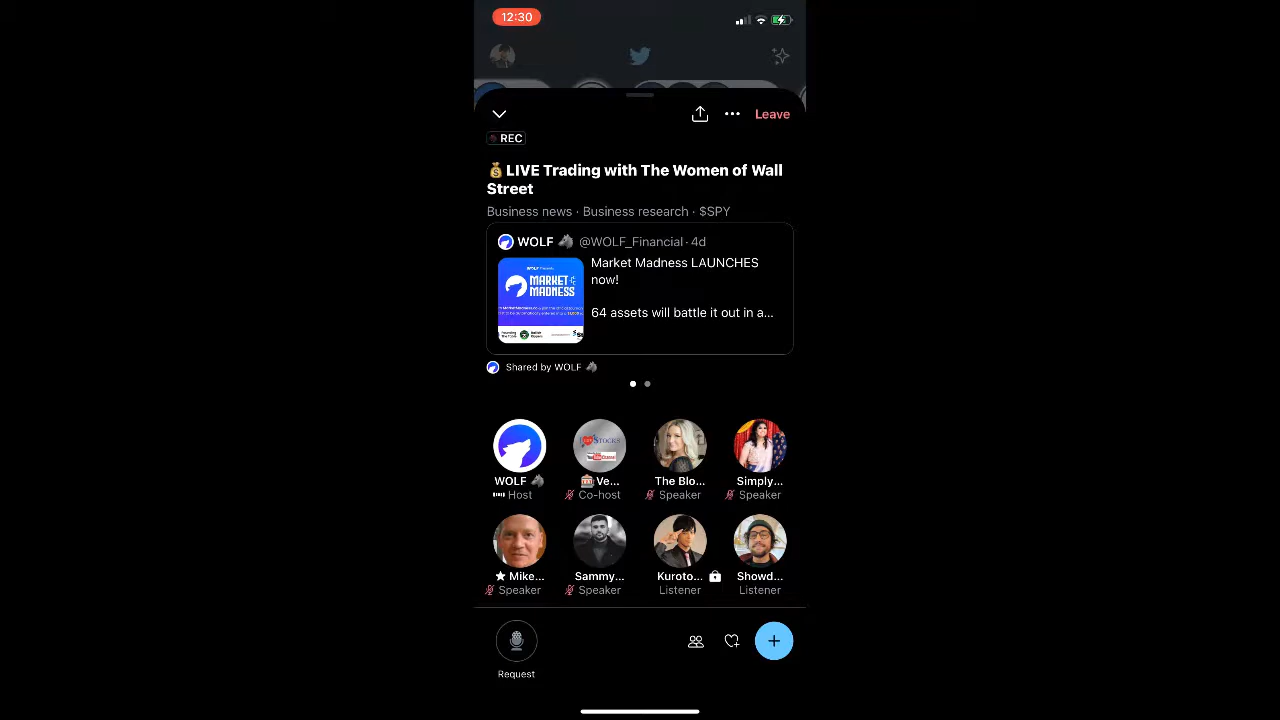 12:30
Leave
REC
💰LIVE Trading with The Women of Wall
Street
Business news · Business research · $SPY
WOLF 🐺 @WOLF_Financial · 4d
Market Madness LAUNCHES
now!
64 assets will battle it out in a...
WOLF Presents
MARKET
MADNESS
Shared by WOLF 🐺
WOLF 🐺
Host
🎰 Ve...
Co-host
The Blo...
Speaker
Simply...
Speaker
★ Mike...
Speaker
Sammy...
Speaker
Kuroto...
Listener
Showd...
Listener
Request